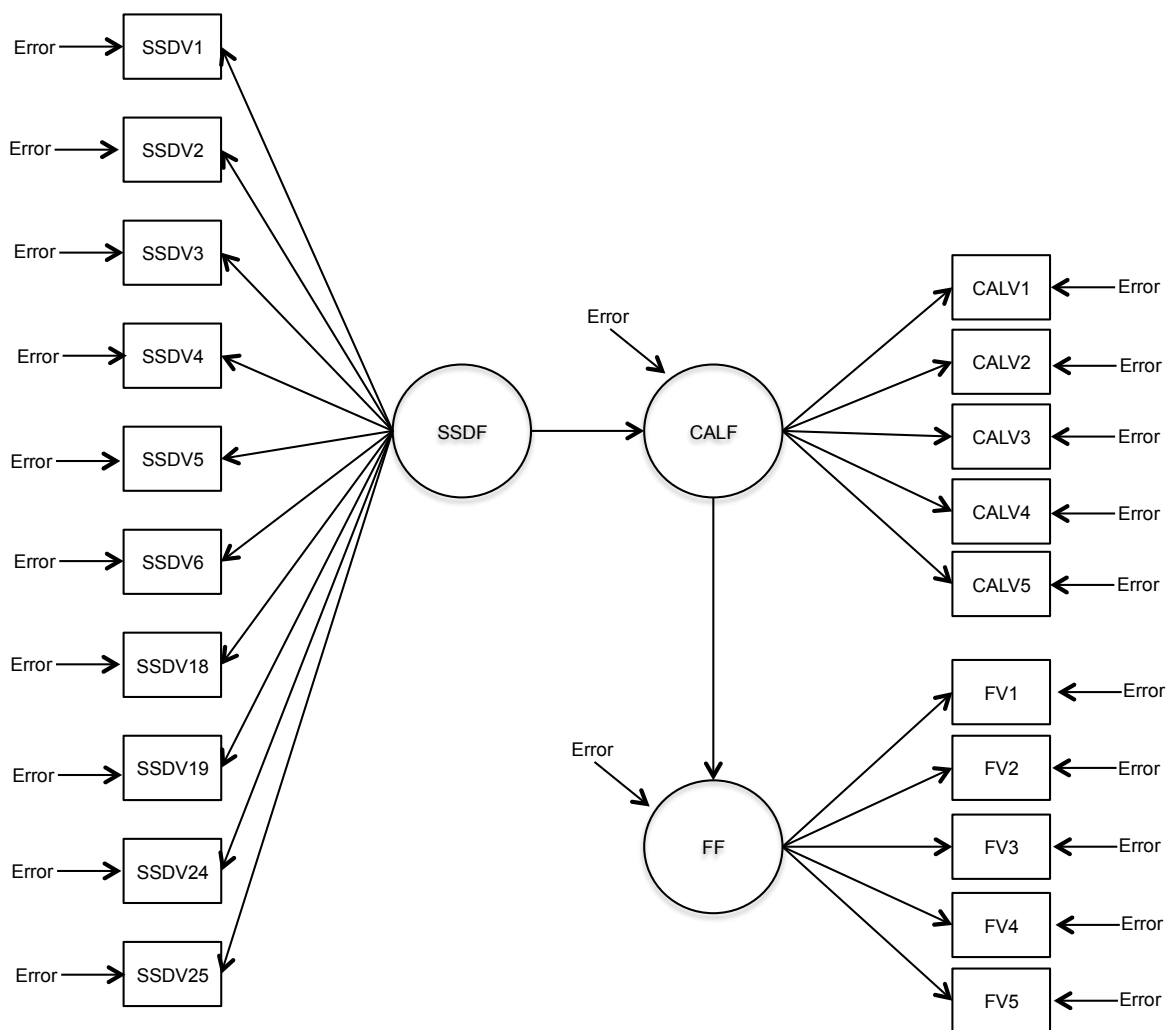 Error
SSDV1
Error
SSDV2
Error
SSDV3
Error
SSDV4
Error
SSDV5
Error
SSDV6
Error
SSDV18
Error
SSDV19
Error
SSDV24
Error
SSDV25
SSDF
Error
CALF
CALV1
Error
CALV2
Error
CALV3
Error
CALV4
Error
CALV5
Error
Error
FF
FV1
Error
FV2
Error
FV3
Error
FV4
Error
FV5
Error